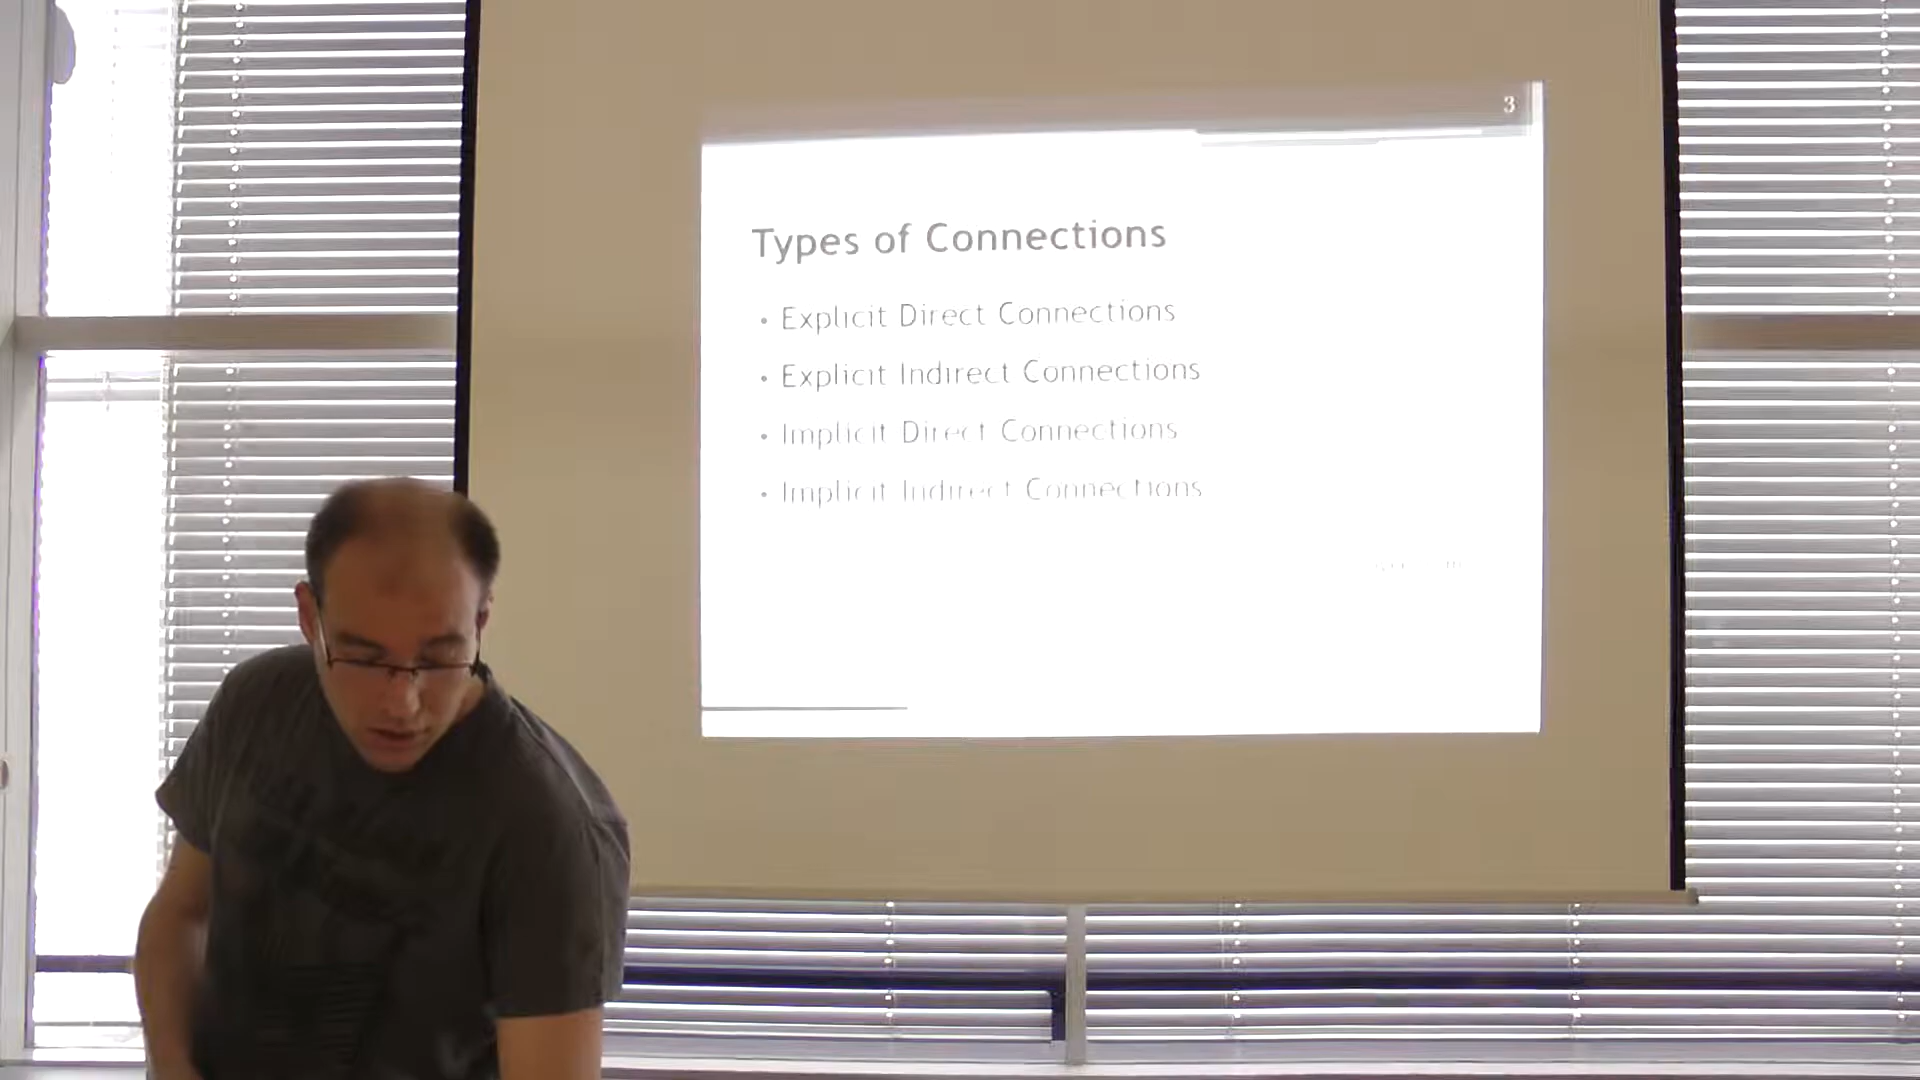 3
Types of Connections
• Explicit Direct Connections
• Explicit Indirect Connections
• Implicit Direct Connections
• Implicit Indirect Connections